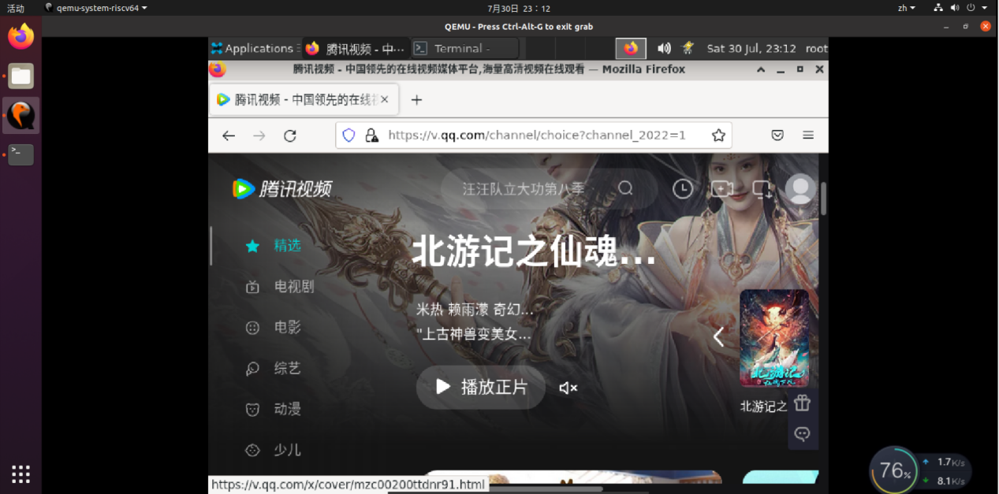 活动 qemu-system-riscv64 7月30日 23：12 zh
QEMU - Press Ctrl-Alt-G to exit grab
Applications 腾讯视频 - 中… Terminal - Sat 30 Jul, 23:12 root
腾讯视频 - 中国领先的在线视频媒体平台,海量高清视频在线观看 — Mozilla Firefox
腾讯视频 - 中国领先的在线
https://v.qq.com/channel/choice?channel_2022=1
腾讯视频
汪汪队立大功第八季
精选
北游记之仙魂...
电视剧
米热 赖雨濛 奇幻...
电影
"上古神兽变美女...
综艺
播放正片
北游记
动漫
北游记之
少儿
https://v.qq.com/x/cover/mzc00200ttdnr91.html
76%
1.7K/s
8.1K/s